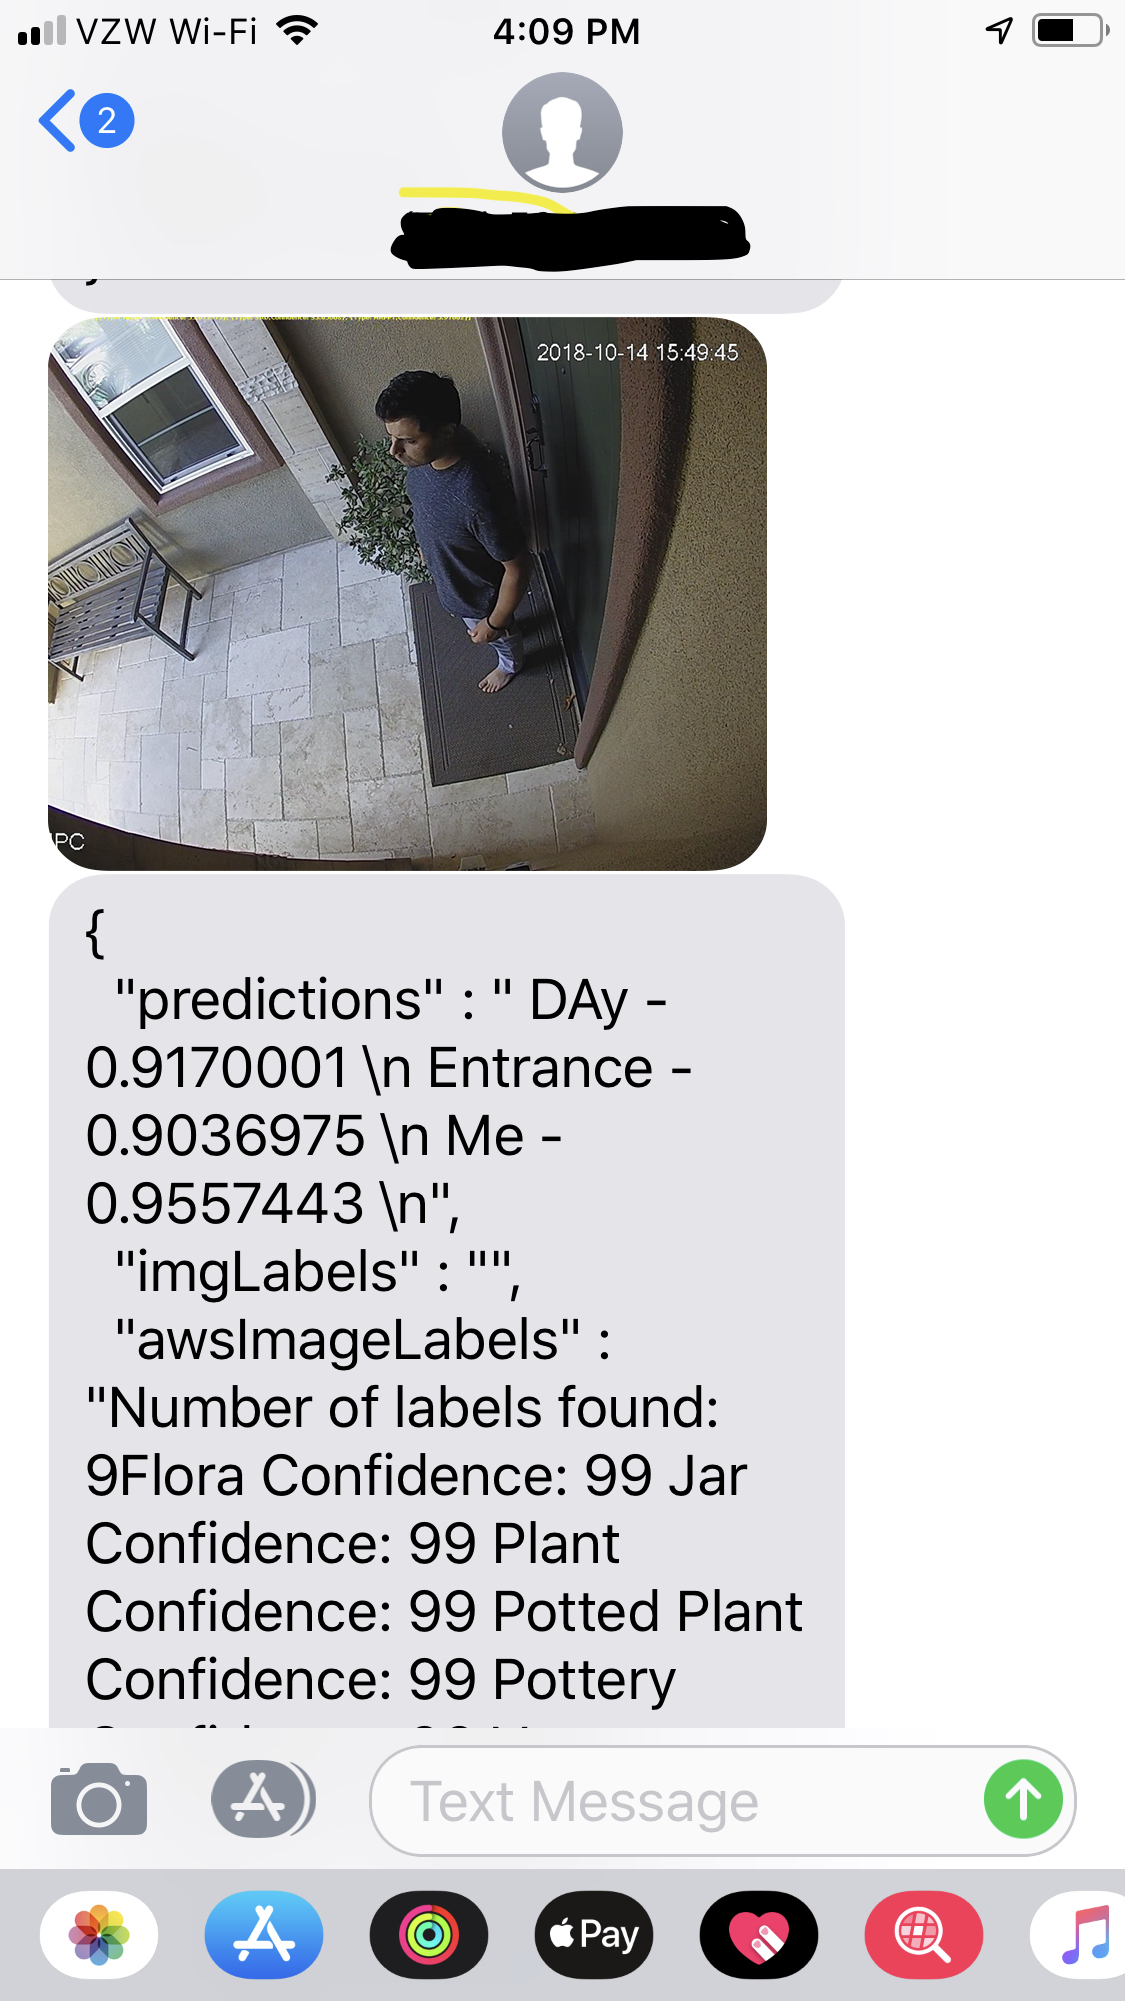 VZW Wi-Fi 4:09 PM
2
2018-10-14 15:49:45
PC
{
"predictions" : " DAy -
0.9170001 \n Entrance -
0.9036975 \n Me -
0.9557443 \n",
"imgLabels" : "",
"awsImageLabels" :
"Number of labels found:
9Flora Confidence: 99 Jar
Confidence: 99 Plant
Confidence: 99 Potted Plant
Confidence: 99 Pottery
Text Message
Pay